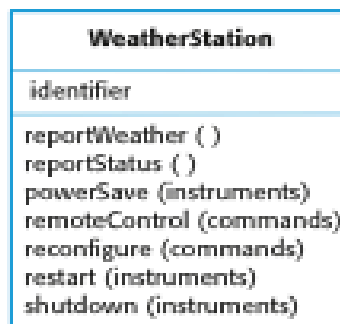 WeatherStation
identifier
reportWeather ( )
reportStatus ( )
powerSave (instruments)
remoteControl (commands)
reconfigure (commands)
restart (instruments)
shutdown (instruments)